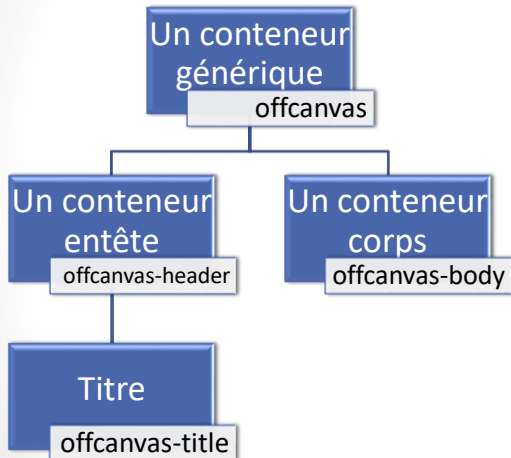 Un conteneur
générique
offcanvas
Un conteneur
entête
offcanvas-header
Un conteneur
corps
offcanvas-body
Titre
offcanvas-title